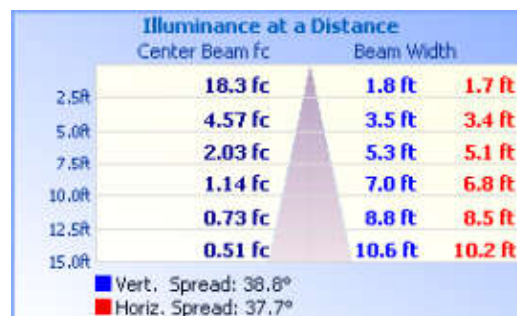 Illuminance at a Distance
Center Beam fc Beam Width
2.5ft 18.3 fc 1.8 ft 1.7 ft
5.0ft 4.57 fc 3.5 ft 3.4 ft
7.5ft 2.03 fc 5.3 ft 5.1 ft
10.0ft 1.14 fc 7.0 ft 6.8 ft
12.5ft 0.73 fc 8.8 ft 8.5 ft
15.0ft 0.51 fc 10.6 ft 10.2 ft
Vert. Spread: 38.8°
Horiz. Spread: 37.7°